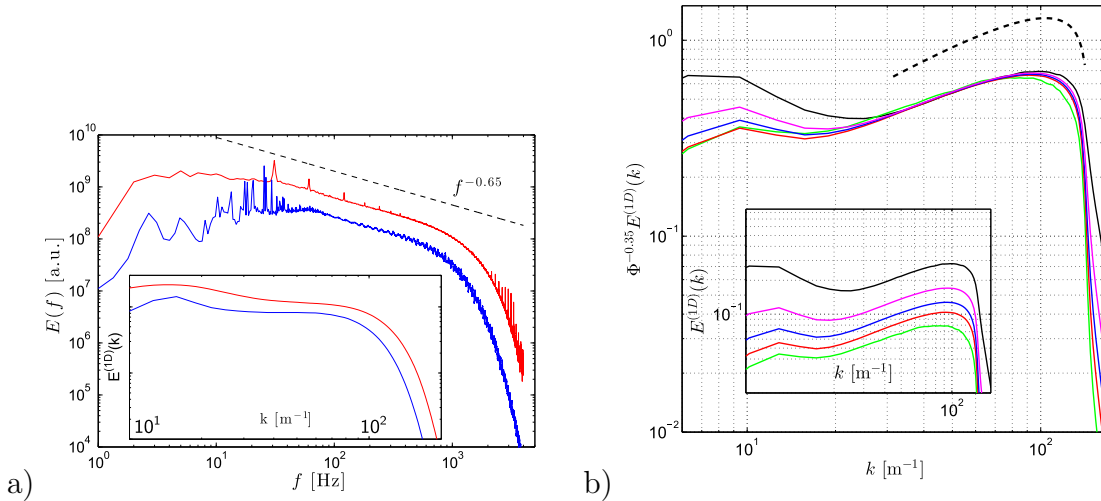 10^10
10^9
10^8
10^7
10^6
10^5
10^4
E(f) [a.u.]
f^{-0.65}
E^(1D)(k)
10^1
k [m^-1]
10^2
10^0
10^1
10^2
10^3
f [Hz]
a)
10^0
10^-1
10^-2
Φ^{-0.35}E^{(1D)}(k)
E^{(1D)}(k)
10^-1
k [m^-1]
10^2
10^1
10^2
k [m^-1]
b)